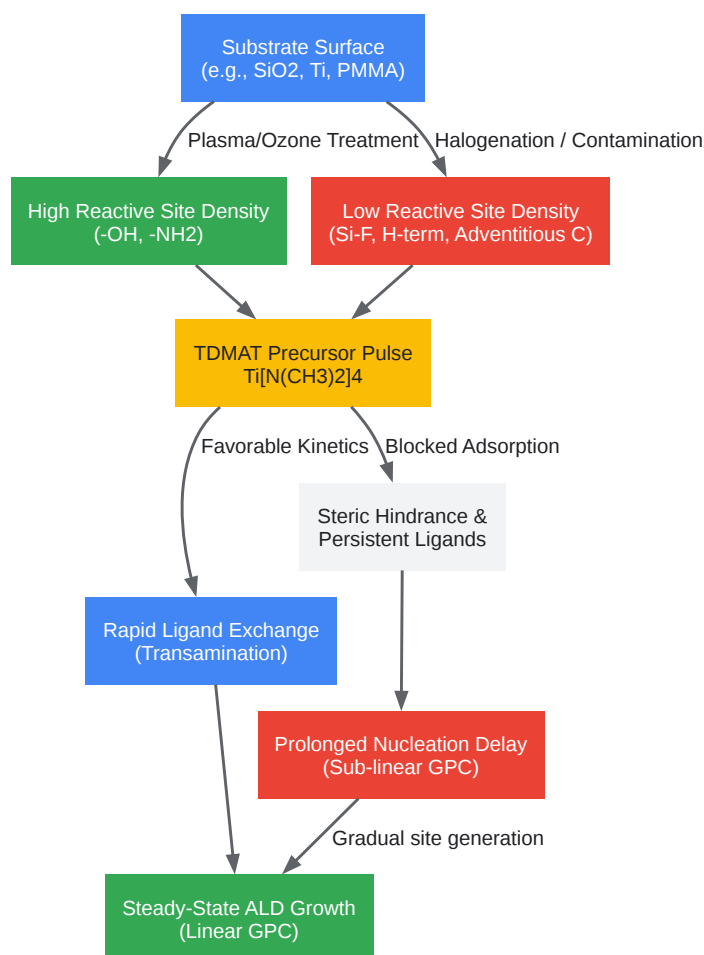 Substrate Surface
(e.g., SiO2, Ti, PMMA)
Plasma/Ozone Treatment
Halogenation / Contamination
High Reactive Site Density
(-OH, -NH2)
Low Reactive Site Density
(Si-F, H-term, Adventitious C)
TDMAT Precursor Pulse
Ti[N(CH3)2]4
Favorable Kinetics
Blocked Adsorption
Steric Hindrance &
Persistent Ligands
Rapid Ligand Exchange
(Transamination)
Prolonged Nucleation Delay
(Sub-linear GPC)
Gradual site generation
Steady-State ALD Growth
(Linear GPC)